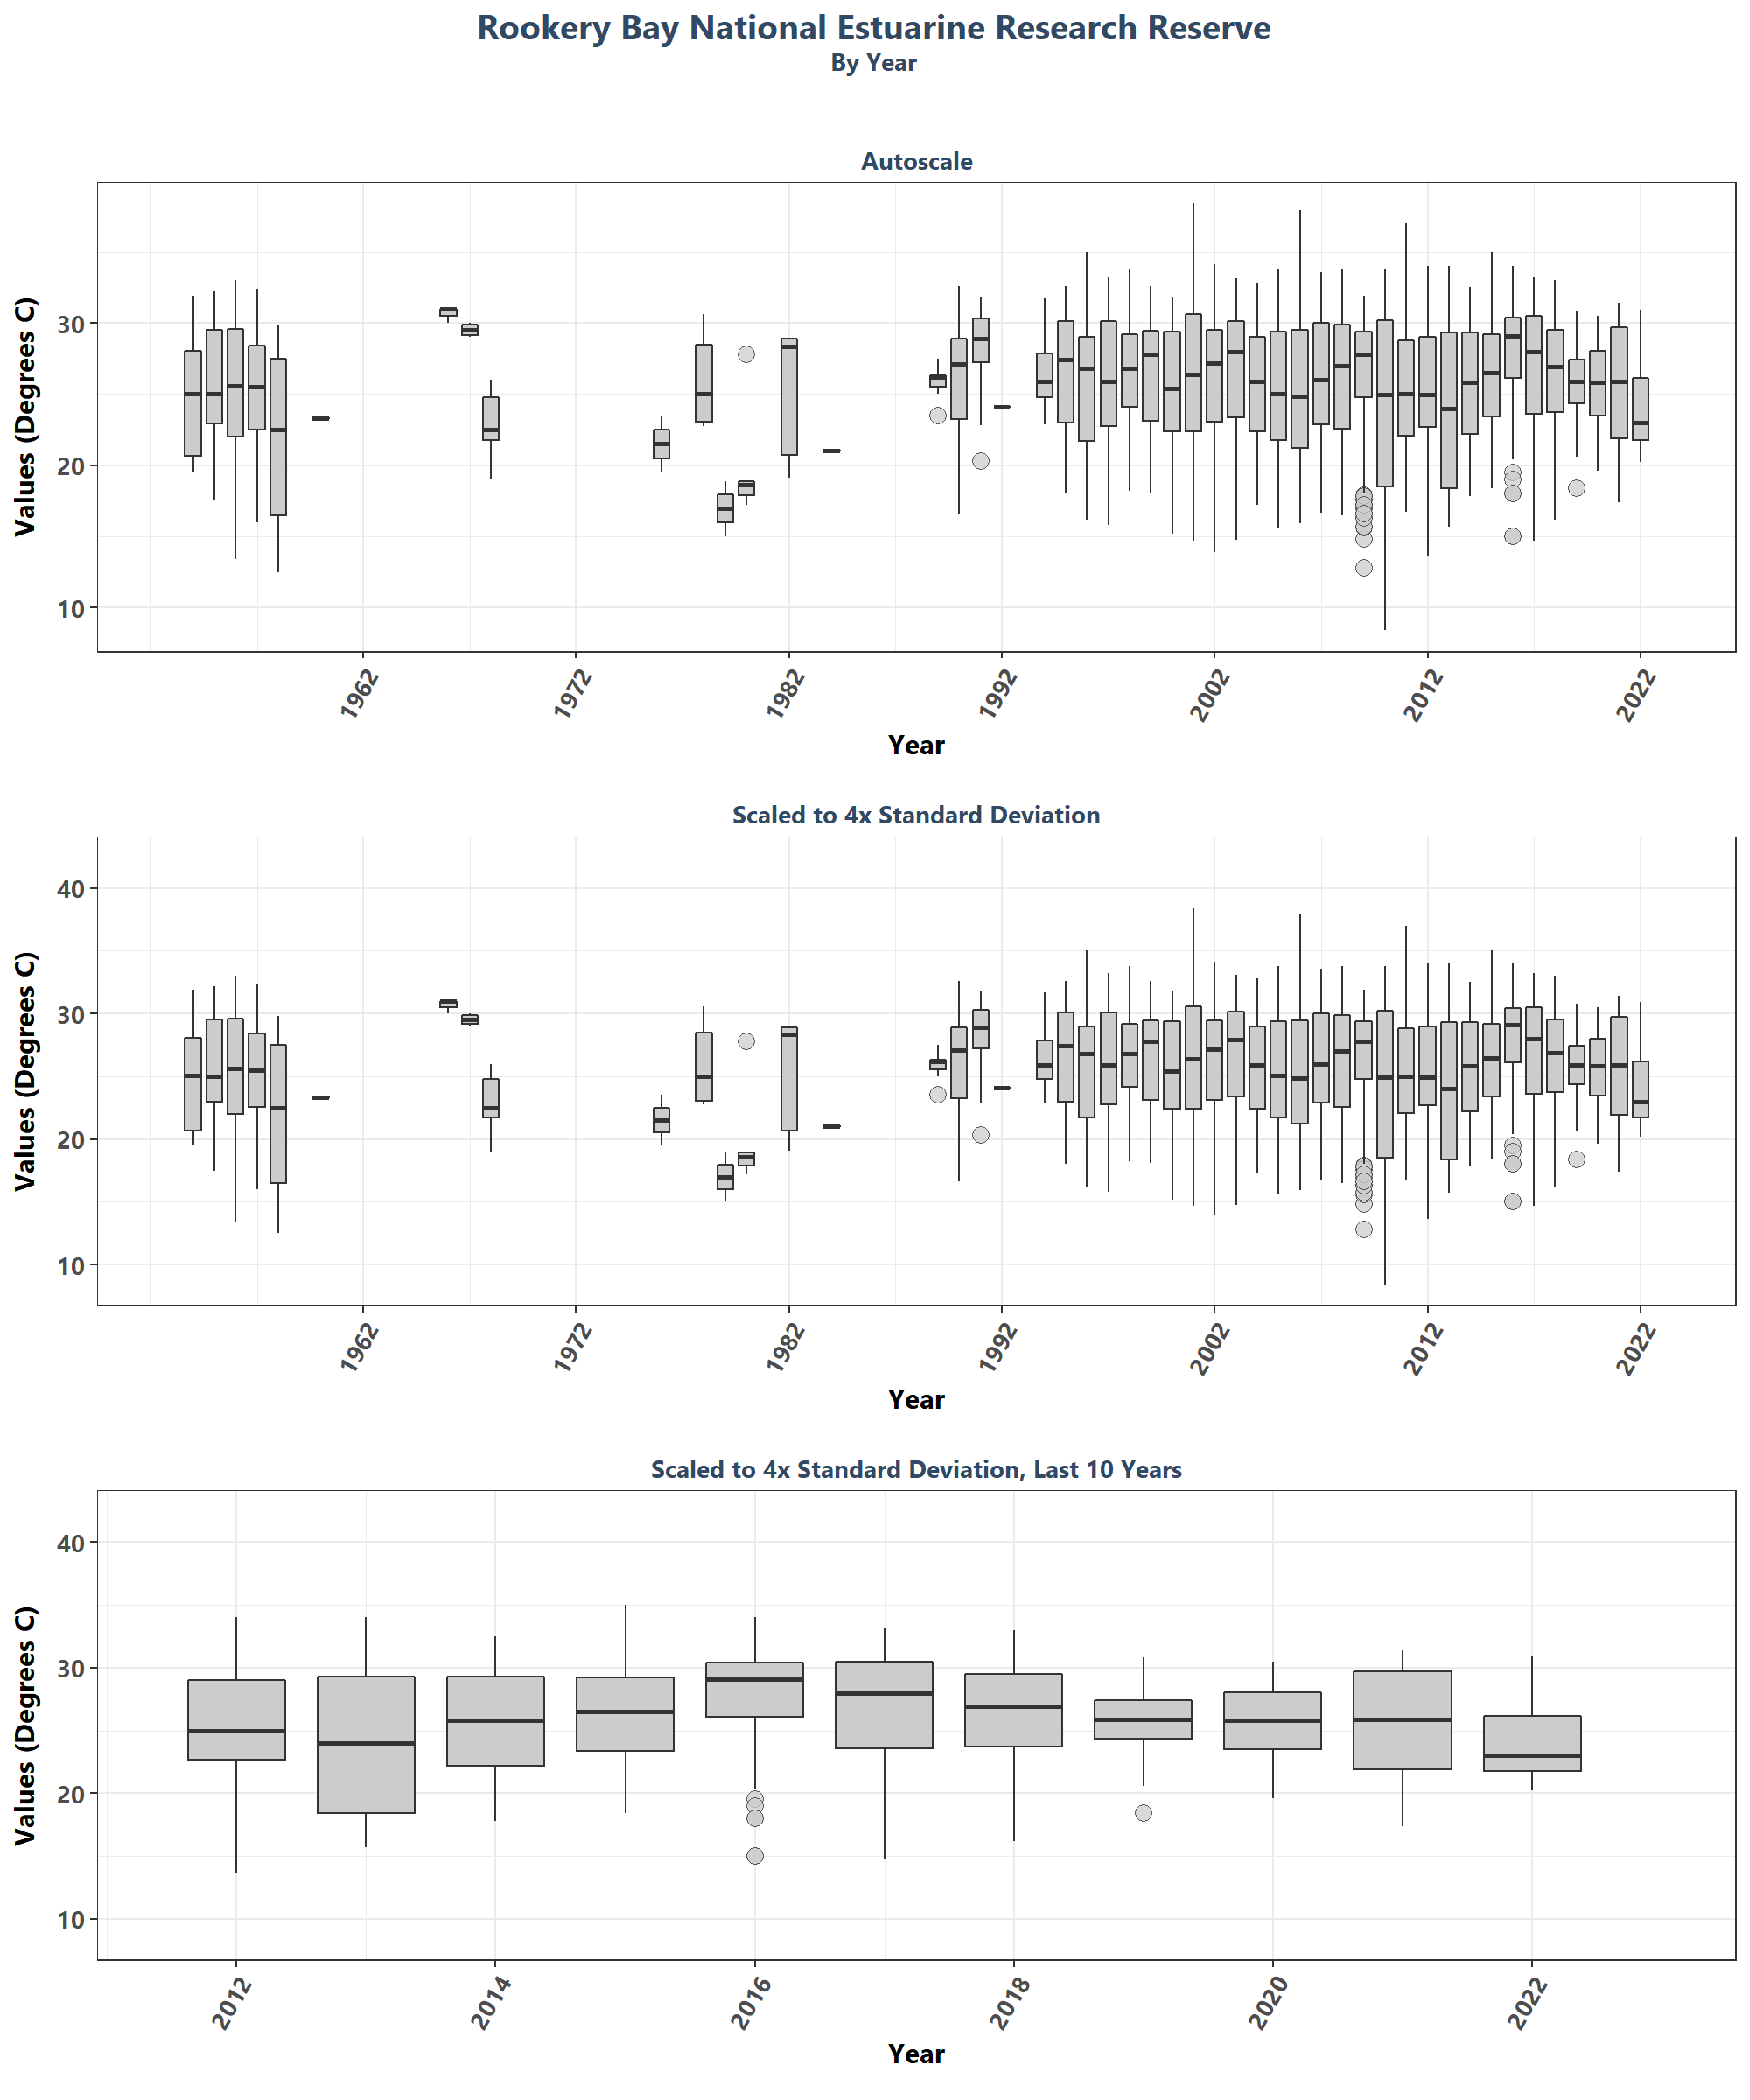 Rookery Bay National Estuarine Research Reserve
By Year
Autoscale
Values (Degrees C)
30
20
10
1962 1972 1982 1992 2002 2012 2022
Year
Scaled to 4x Standard Deviation
Values (Degrees C)
40
30
20
10
1962 1972 1982 1992 2002 2012 2022
Year
Scaled to 4x Standard Deviation, Last 10 Years
Values (Degrees C)
40
30
20
10
2012 2014 2016 2018 2020 2022
Year